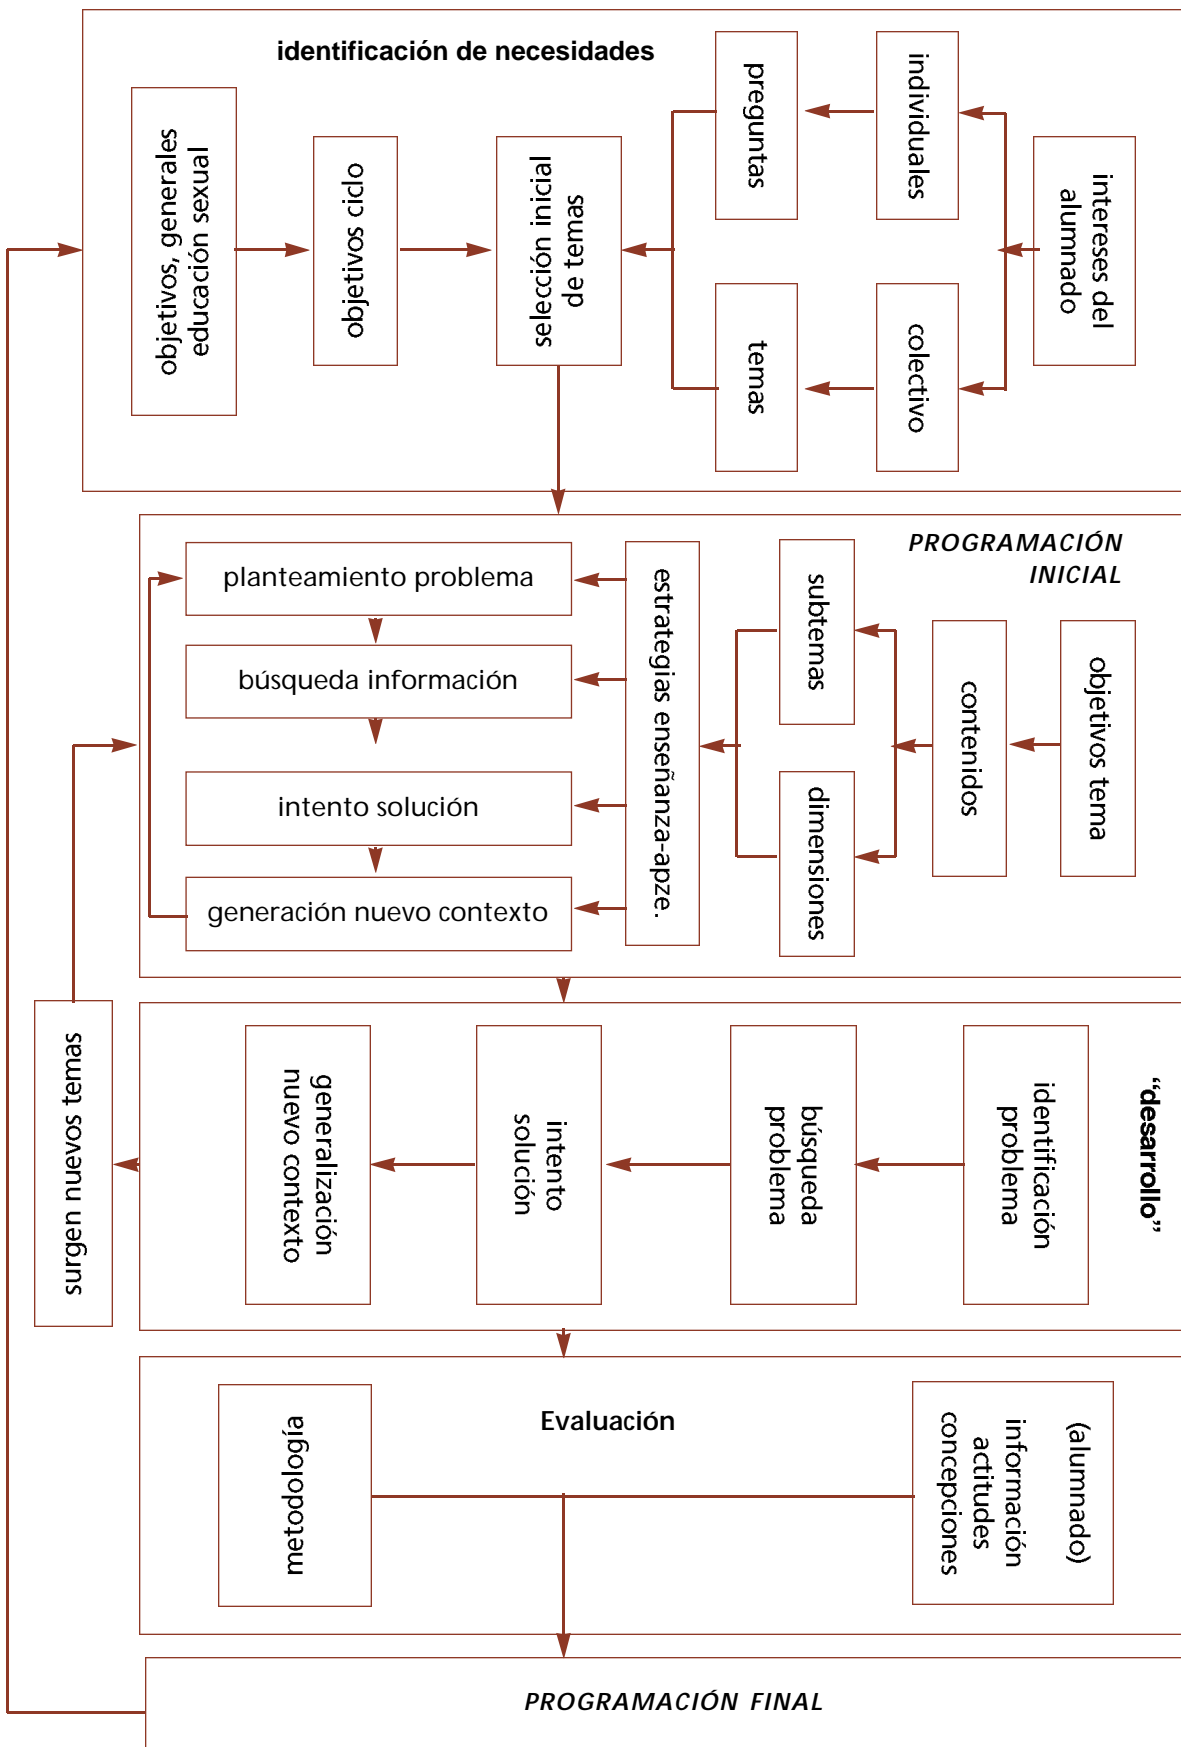 identificación de necesidades
objetivos, generales
educación sexual
objetivos ciclo
selección inicial
de temas
preguntas
individuales
intereses del
alumnado
temas
colectivo
PROGRAMACIÓN
INICIAL
planteamiento problema
búsqueda información
intento solución
generación nuevo contexto
estrategias enseñanza-apze.
subtemas
dimensiones
contenidos
objetivos tema
surgen nuevos temas
generalización
nuevo contexto
intento
solución
búsqueda
problema
identificación
problema
“desarrollo”
metodología
Evaluación
(alumnado)
información
actitudes
concepciones
PROGRAMACIÓN FINAL